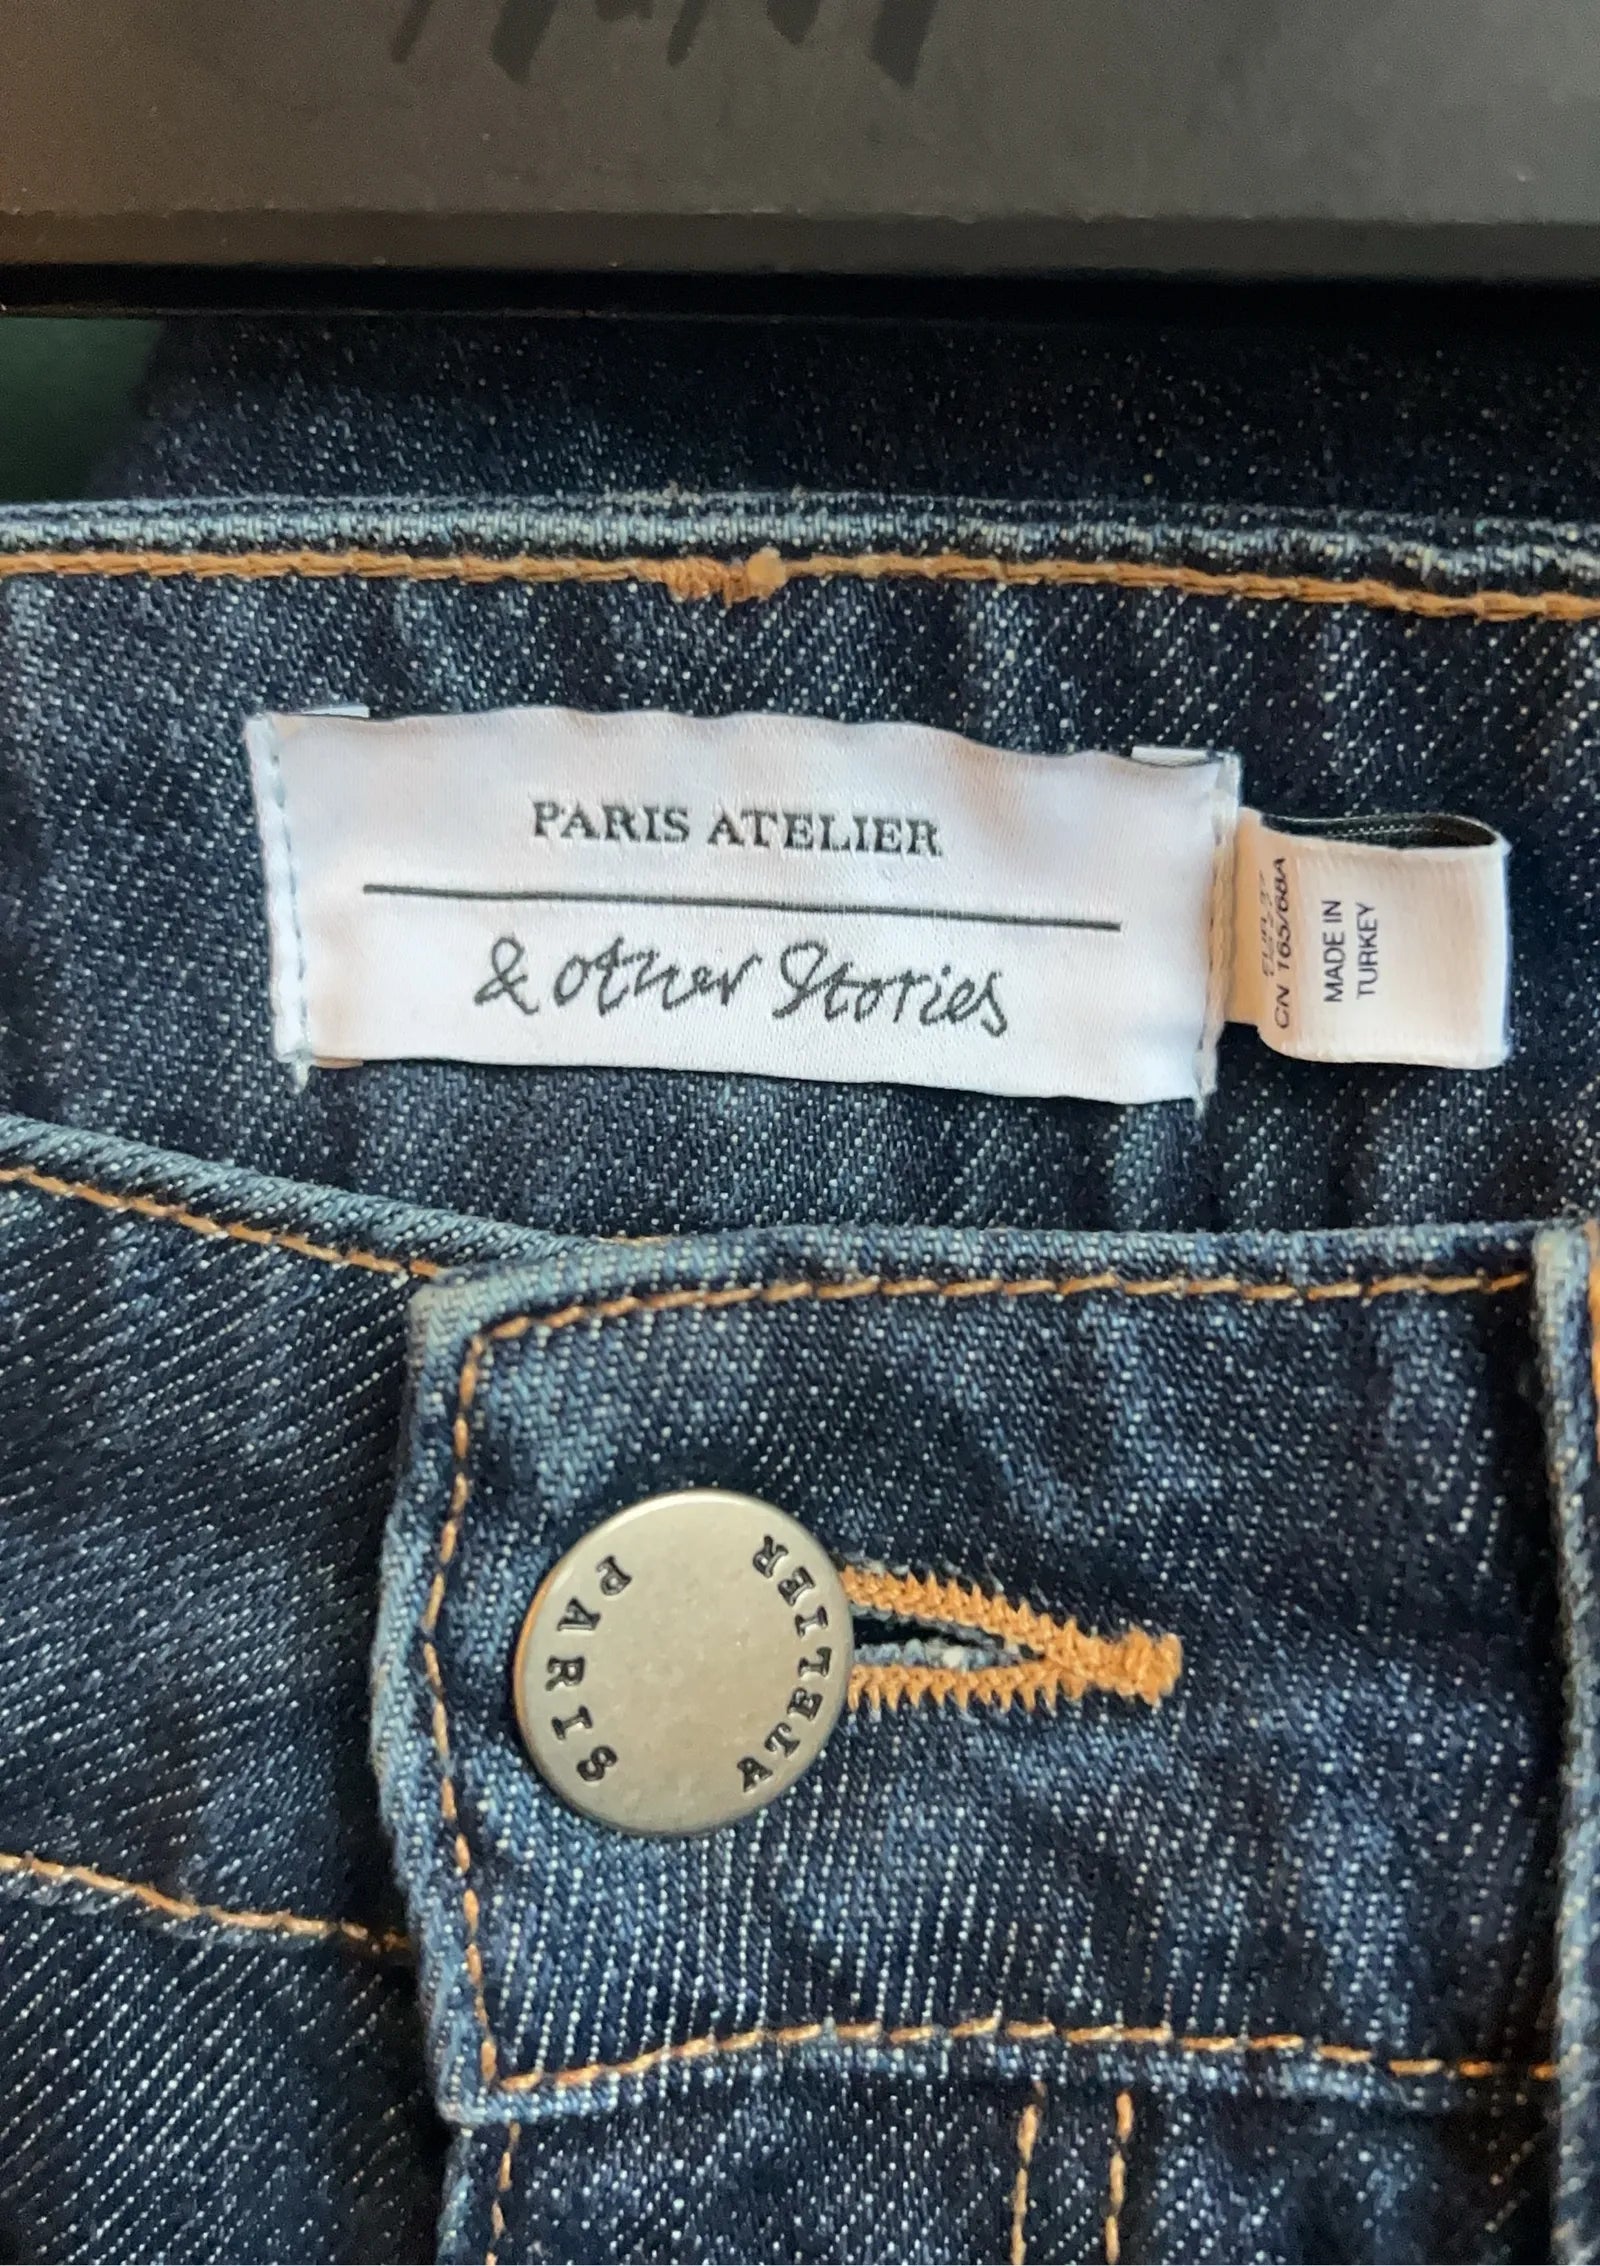 PARIS ATELIER
& other Stories
CN 165/68A
MADE IN
TURKEY
PARIS
ATELIER